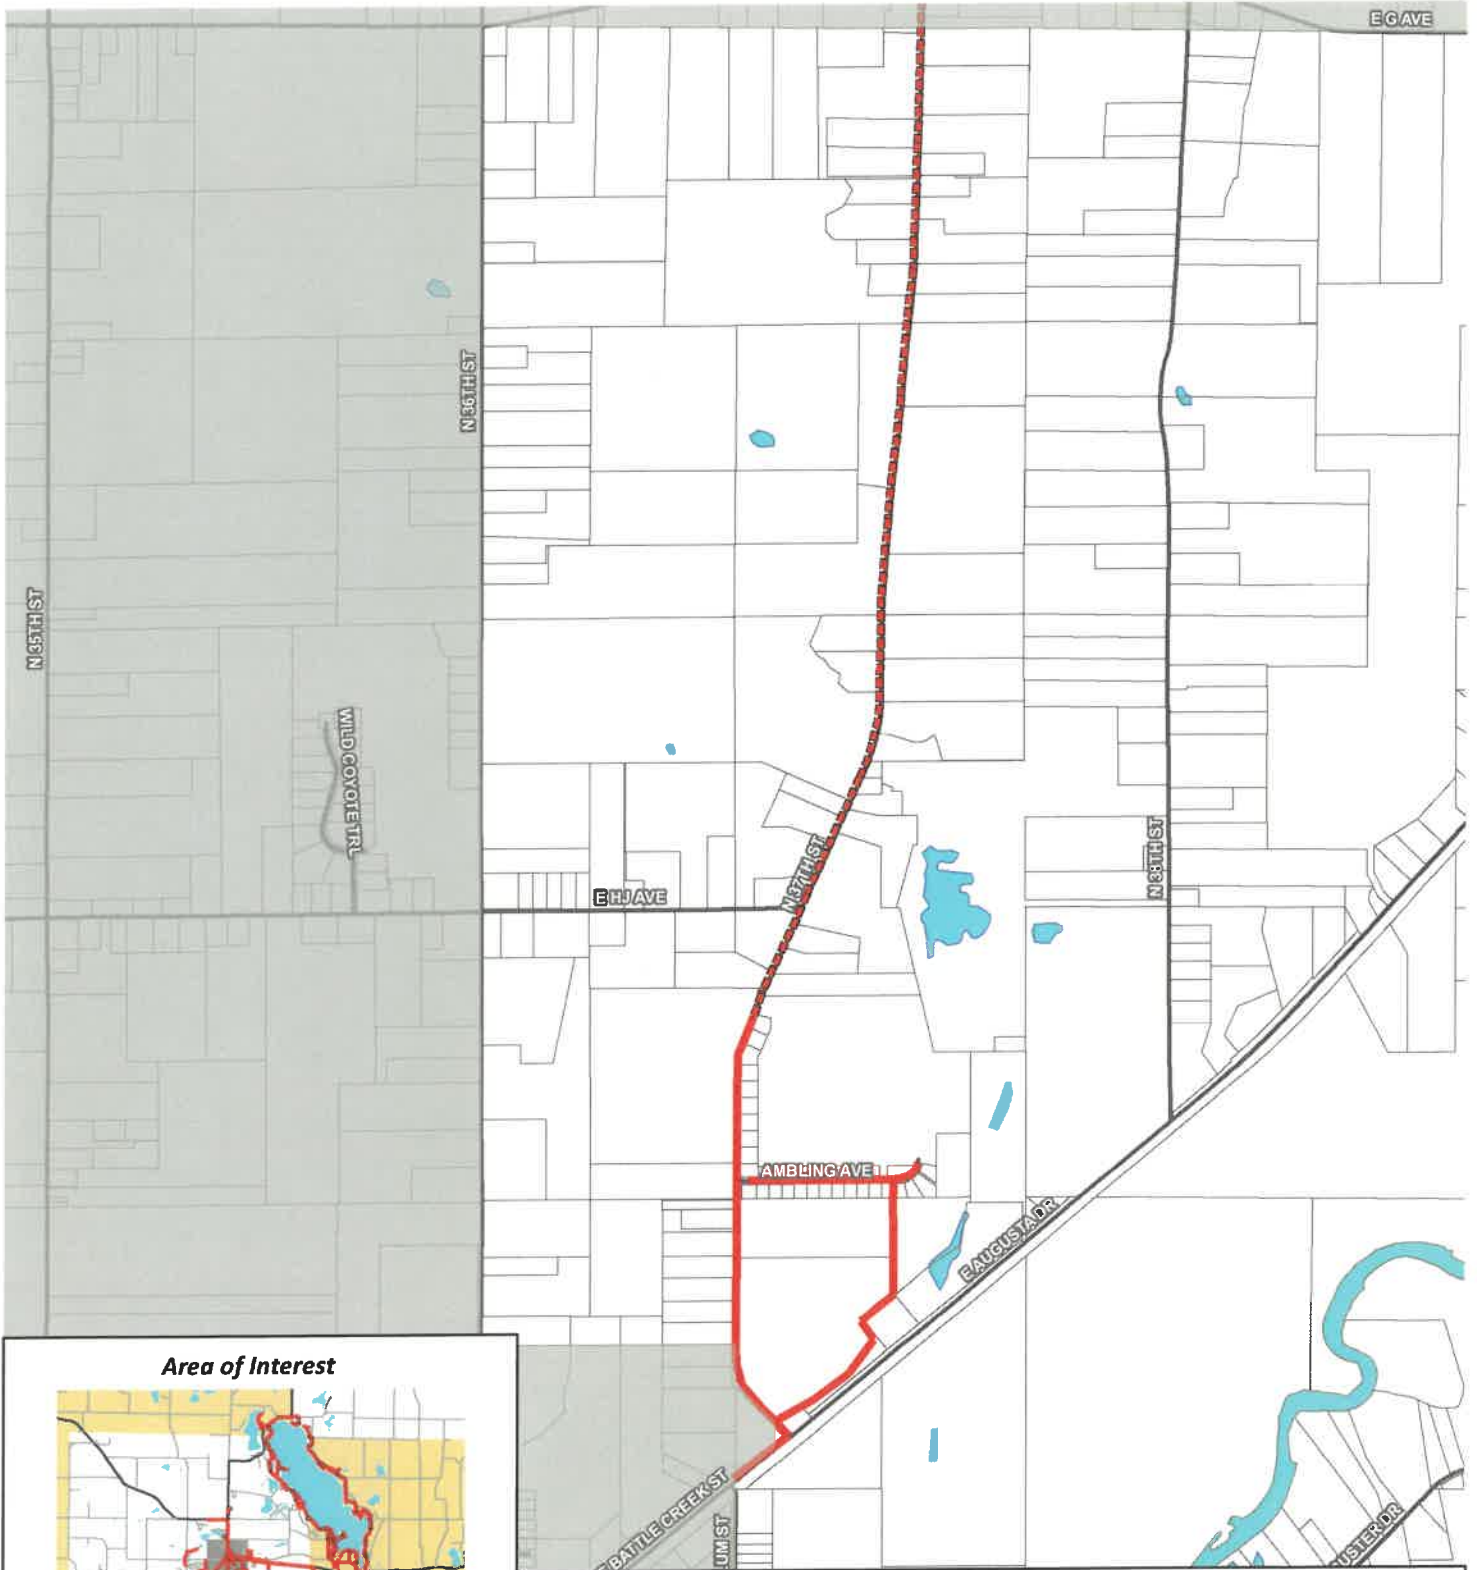 E G AVE
N 36TH ST
N 35TH ST
WILD COYOTE TRL
N 37TH ST
N 38TH ST
E HJ AVE
AMBLING AVE
E AUGUSTA DR
Area of Interest
E BATTLE CREEK ST
UM ST
USTER DR